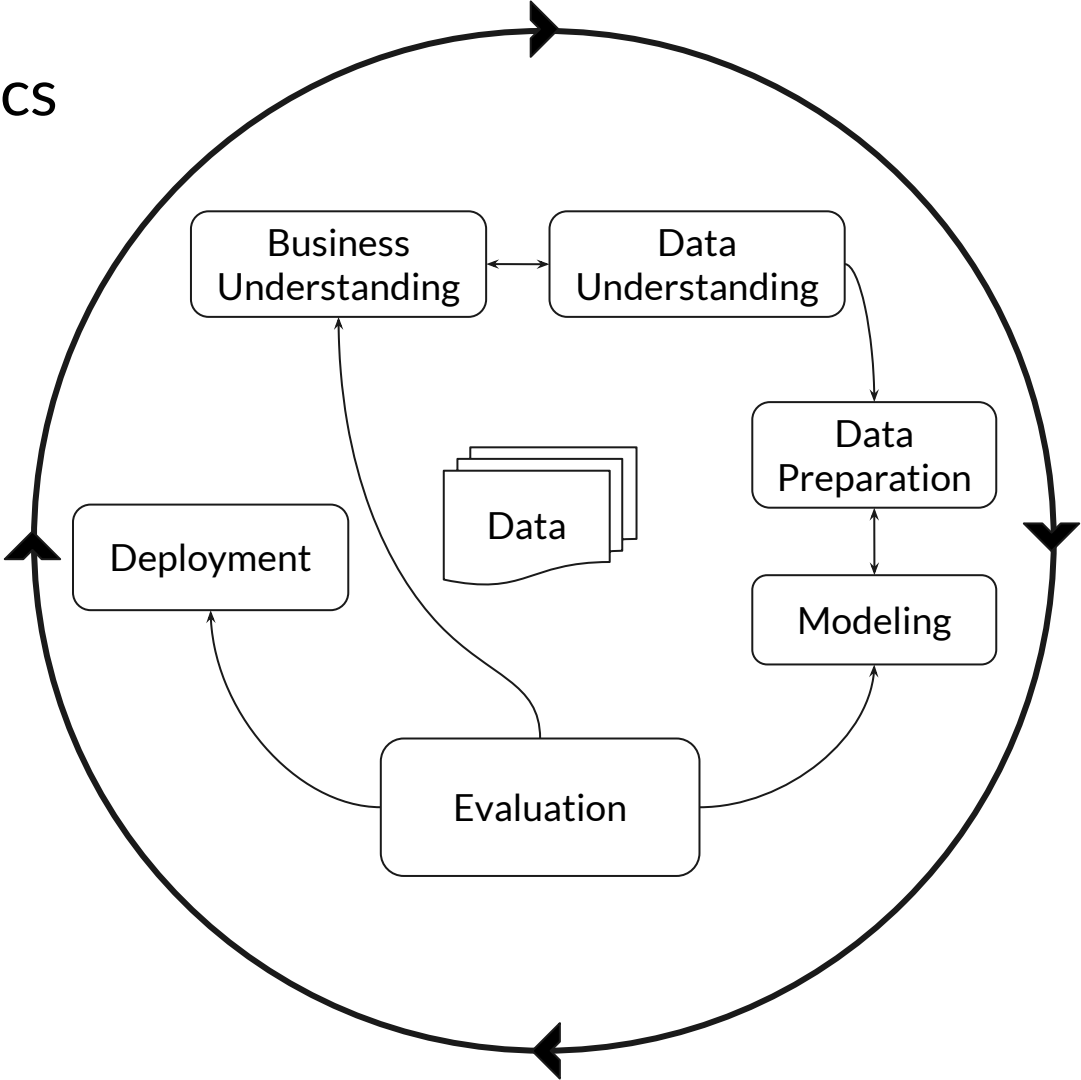 cs
Business
Understanding
Data
Understanding
Data
Preparation
Data
Deployment
Modeling
Evaluation